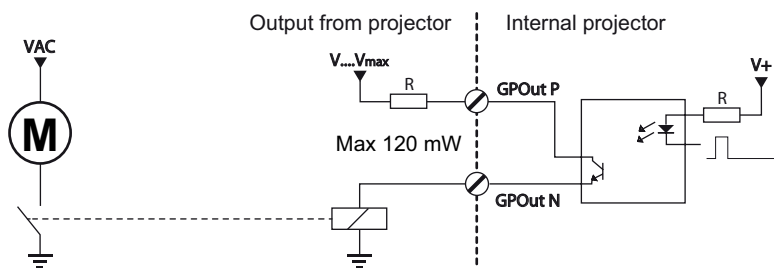 Output from projector
Internal projector
VAC
V....Vmax
V+
R
GPOut P
R
M
Max 120 mW
GPOut N